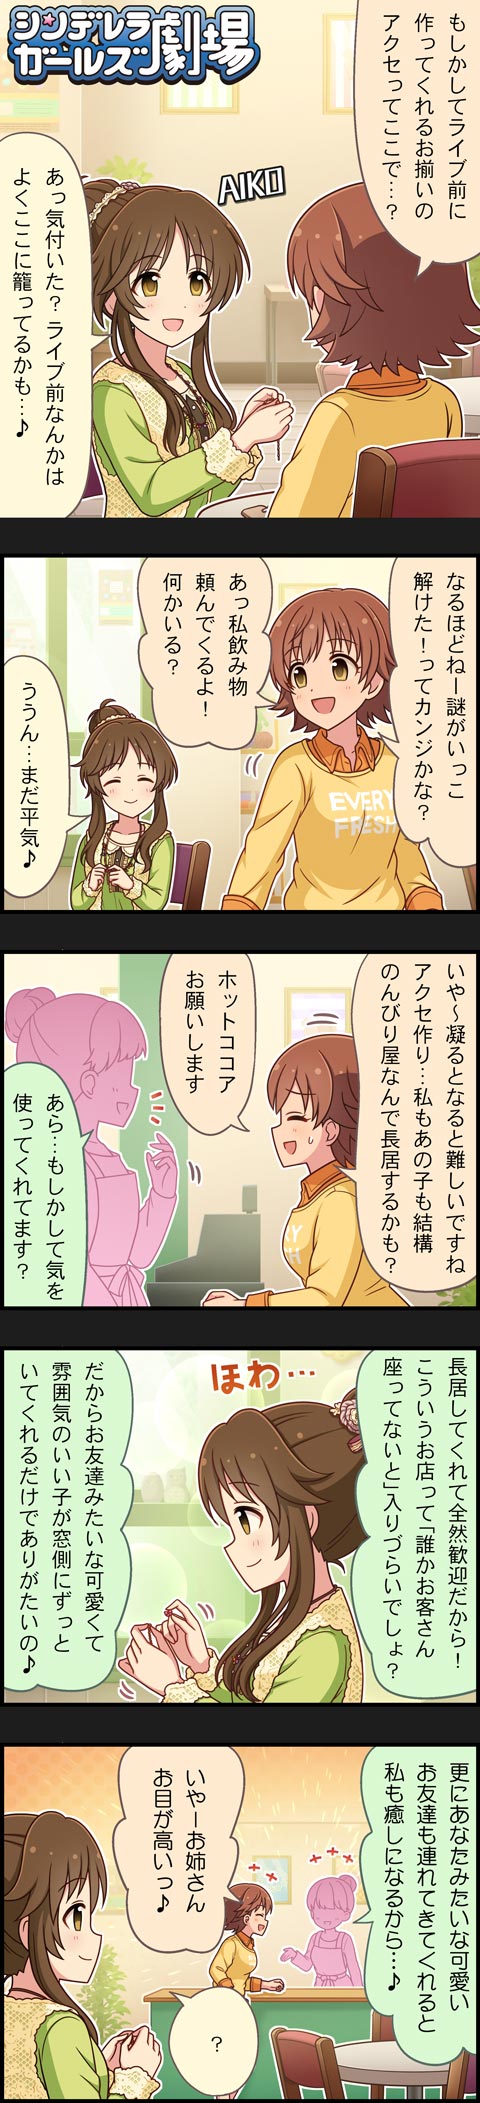 シンデレラ
ガールズ劇場
もしかしてライブ前に
作ってくれるお揃いの
アクセってここで…?
AIKO
あっ気付いた?ライブ前なんかは
よくここに籠ってるかも…♪
なるほどねー謎がいっこ
解けた!ってカンジかな?
あっ私飲み物
頼んでくるよ!
何かいる?
EVERY
FRESH
ううん…まだ平気♪
いや～凝るとなると難しいですね
アクセ作り…私もあの子も結構
のんびり屋なんで長居するかも?
ホットココア
お願いします
あら…もしかして気を
使ってくれてます?
長居してくれて全然歓迎だから!
こういうお店って「誰かお客さん
座ってないと」入りづらいでしょ?
ほわ…
だからお友達みたいな可愛くて
雰囲気のいい子が窓側にずっと
いてくれるだけでありがたいの♪
更にあなたみたいな可愛い
お友達も連れてきてくれると
私も癒しになるから…♪
いやーお姉さん
お目が高いっ♪
?